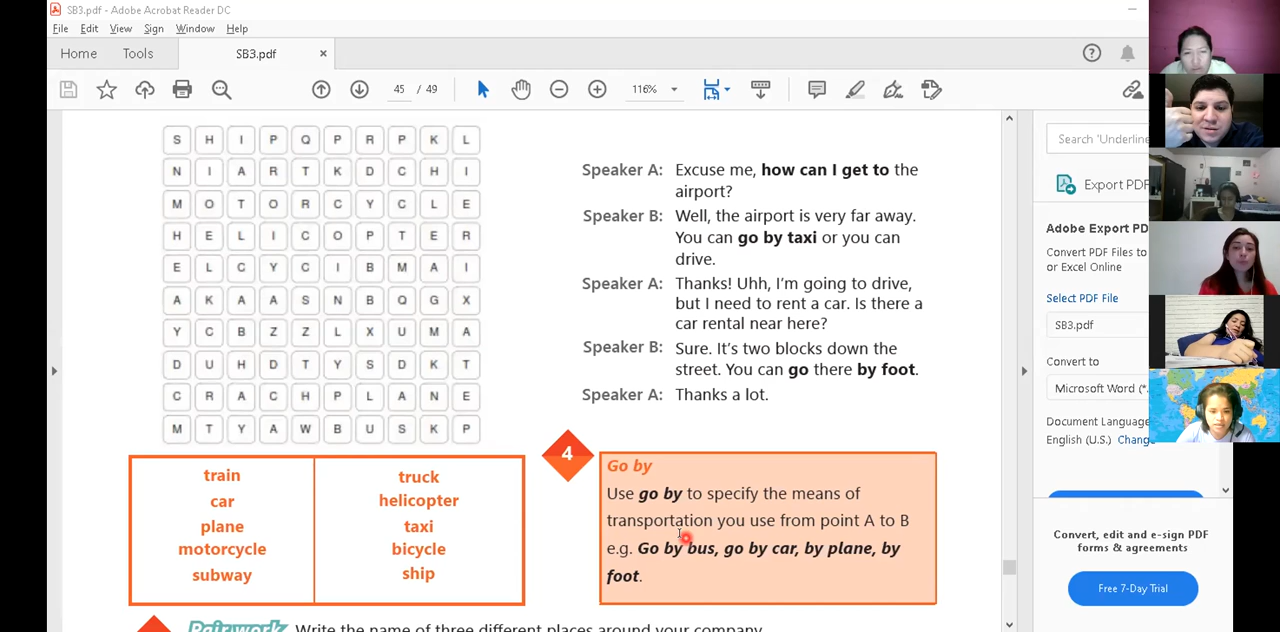 SB3.pdf - Adobe Acrobat Reader DC
File Edit View Sign Window Help
Home Tools SB3.pdf ×
45 / 49 116%
S H I P Q P R P K L
N I A R T K D C H I
M O T O R C Y C L E
H E L I C O P T E R
E L C Y C I B M A I
A K A A S N B Q G X
Y C B Z Z L X U M A
D U H D T Y S D K T
C R A C H P L A N E
M T Y A W B U S K P
train
car
plane
motorcycle
subway
truck
helicopter
taxi
bicycle
ship
Speaker A: Excuse me, how can I get to the
airport?
Speaker B: Well, the airport is very far away.
You can go by taxi or you can
drive.
Speaker A: Thanks! Uhh, I'm going to drive,
but I need to rent a car. Is there a
car rental near here?
Speaker B: Sure. It's two blocks down the
street. You can go there by foot.
Speaker A: Thanks a lot.
4
Go by
Use go by to specify the means of
transportation you use from point A to B
e.g. Go by bus, go by car, by plane, by
foot.
Pair work Write the name of three different places around your company
Search 'Underline
Export PDF
Adobe Export PDF
Convert PDF Files to
or Excel Online
Select PDF File
SB3.pdf
Convert to
Microsoft Word (*.
Document Language:
English (U.S.) Change
Convert, edit and e-sign PDF
forms & agreements
Free 7-Day Trial